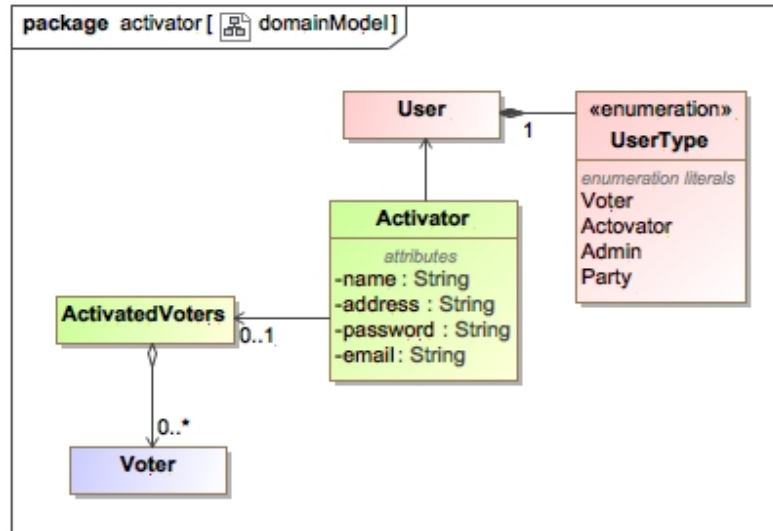 package activator [ domainModel ]
User
1
«enumeration»
UserType
enumeration literals
Voter
Actovator
Admin
Party
Activator
attributes
-name : String
-address : String
-password : String
-email : String
ActivatedVoters
0..1
0..*
Voter